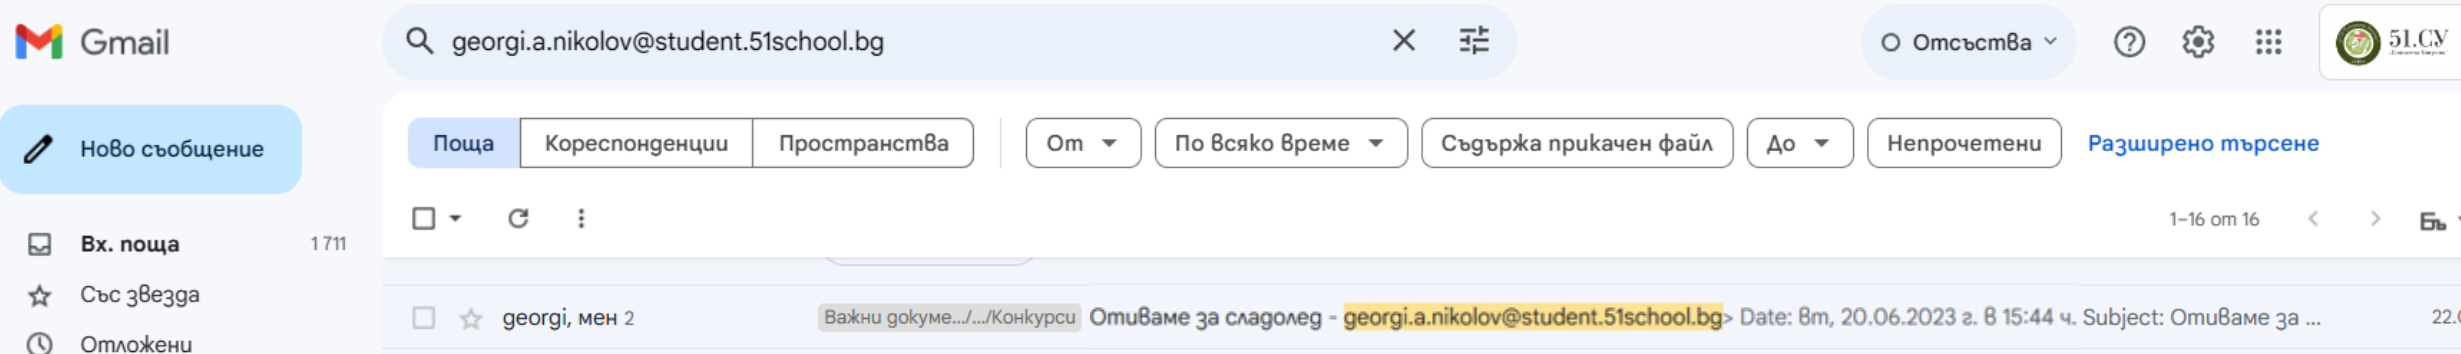 Gmail
georgi.a.nikolov@student.51school.bg
Отсъства
51.СУ
Ново съобщение
Поща Кореспонденции Пространства От По всяко време Съдържа прикачен файл До Непрочетени Разширено търсене
1–16 от 16
Вх. поща 1 711
Със звезда
georgi, мен 2 Важни докуме.../.../Конкурси Отиваме за сладолед - georgi.a.nikolov@student.51school.bg> Date: вт, 20.06.2023 г. в 15:44 ч. Subject: Отиваме за ...
Отложени